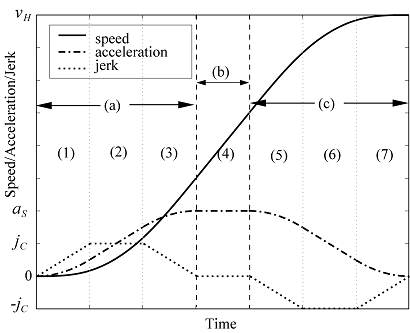 v_H
speed
acceleration
jerk
(b)
(a)
(c)
(1) (2) (3) (4) (5) (6) (7)
Speed/Acceleration/Jerk
a_S
j_C
0
-j_C
Time